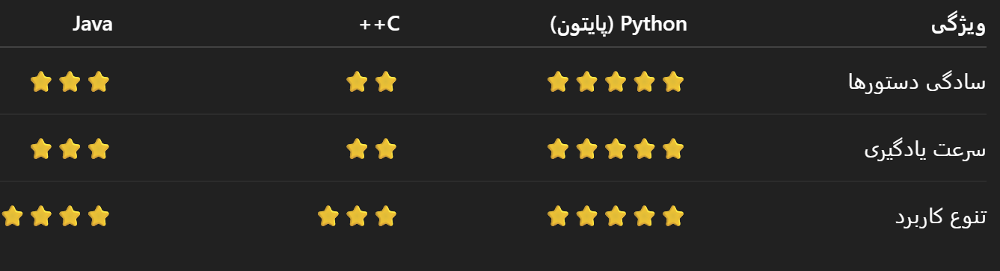 ویژگی Python (پایتون) C++ Java
سادگی دستورها ⭐⭐⭐⭐⭐ ⭐⭐ ⭐⭐⭐
سرعت یادگیری ⭐⭐⭐⭐⭐ ⭐⭐ ⭐⭐⭐
تنوع کاربرد ⭐⭐⭐⭐⭐ ⭐⭐⭐ ⭐⭐⭐⭐